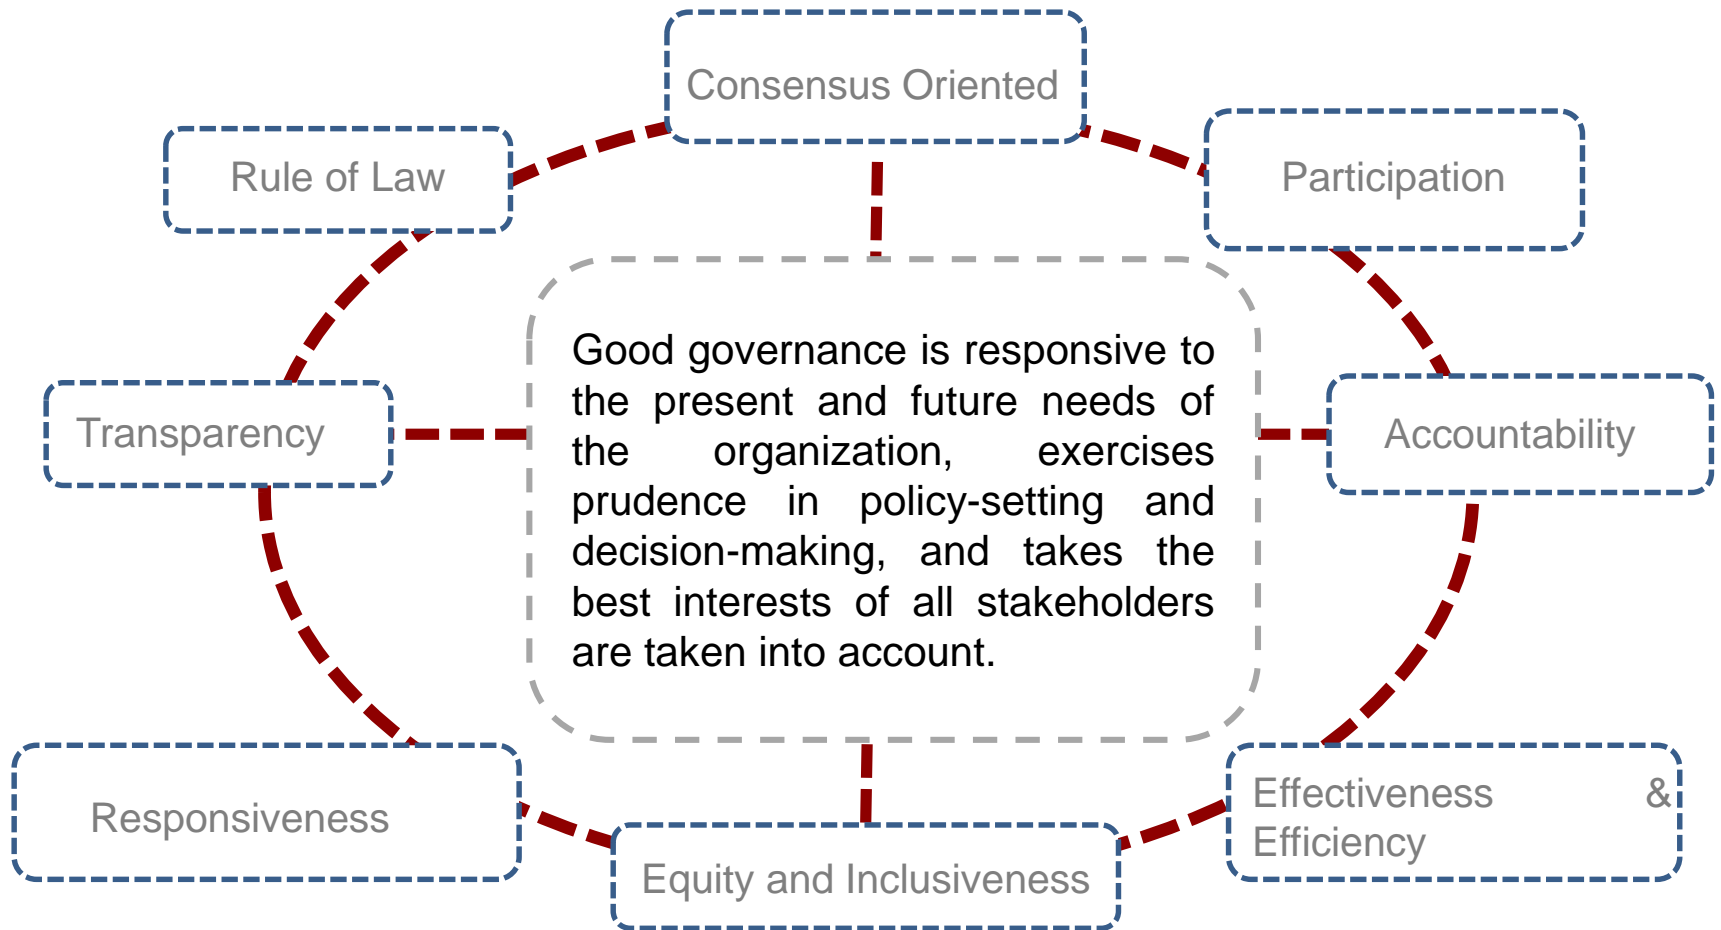 Consensus Oriented
Rule of Law
Participation
Good governance is responsive to
the present and future needs of
the organization, exercises
prudence in policy-setting and
decision-making, and takes the
best interests of all stakeholders
are taken into account.
Transparency
Accountability
Responsiveness
Effectiveness &
Efficiency
Equity and Inclusiveness